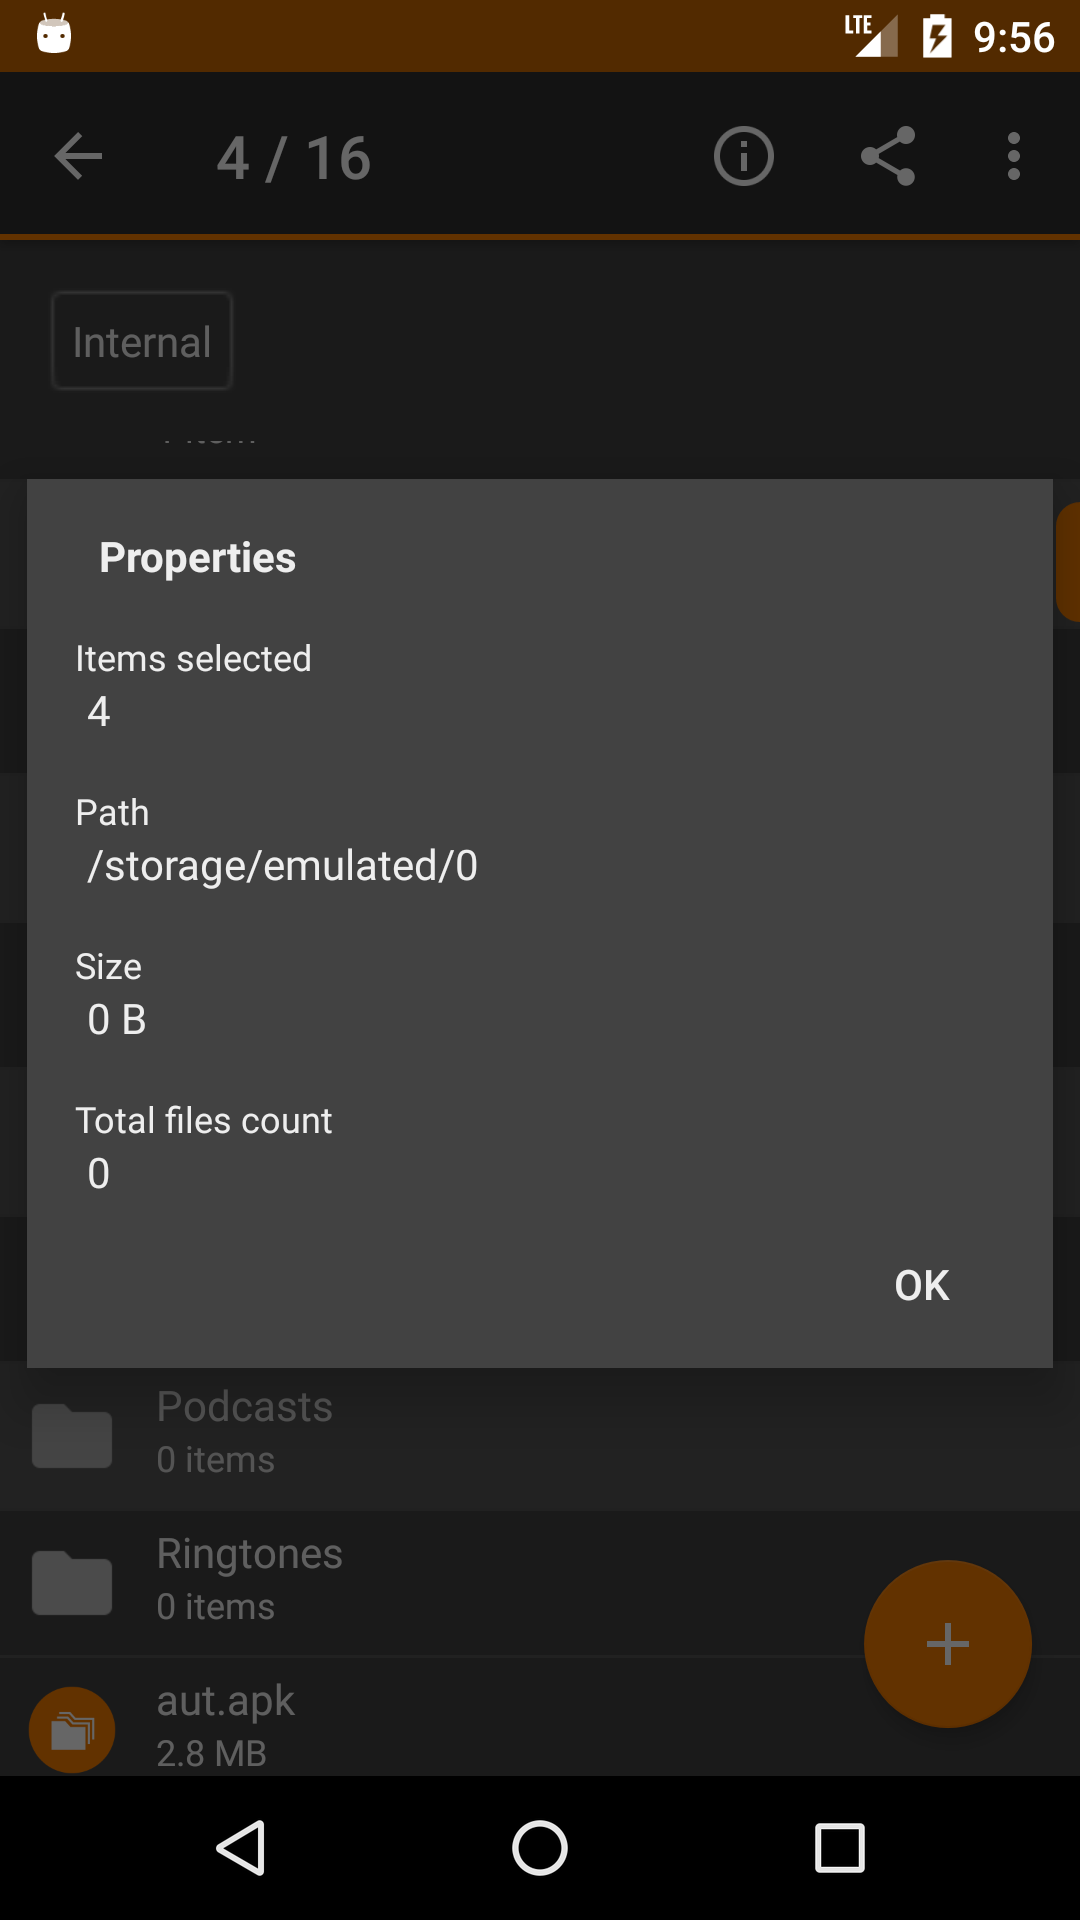 LTE 9:56
4 / 16
Internal
Properties
Items selected
4
Path
/storage/emulated/0
Size
0 B
Total files count
0
OK
Podcasts
0 items
Ringtones
0 items
aut.apk
2.8 MB